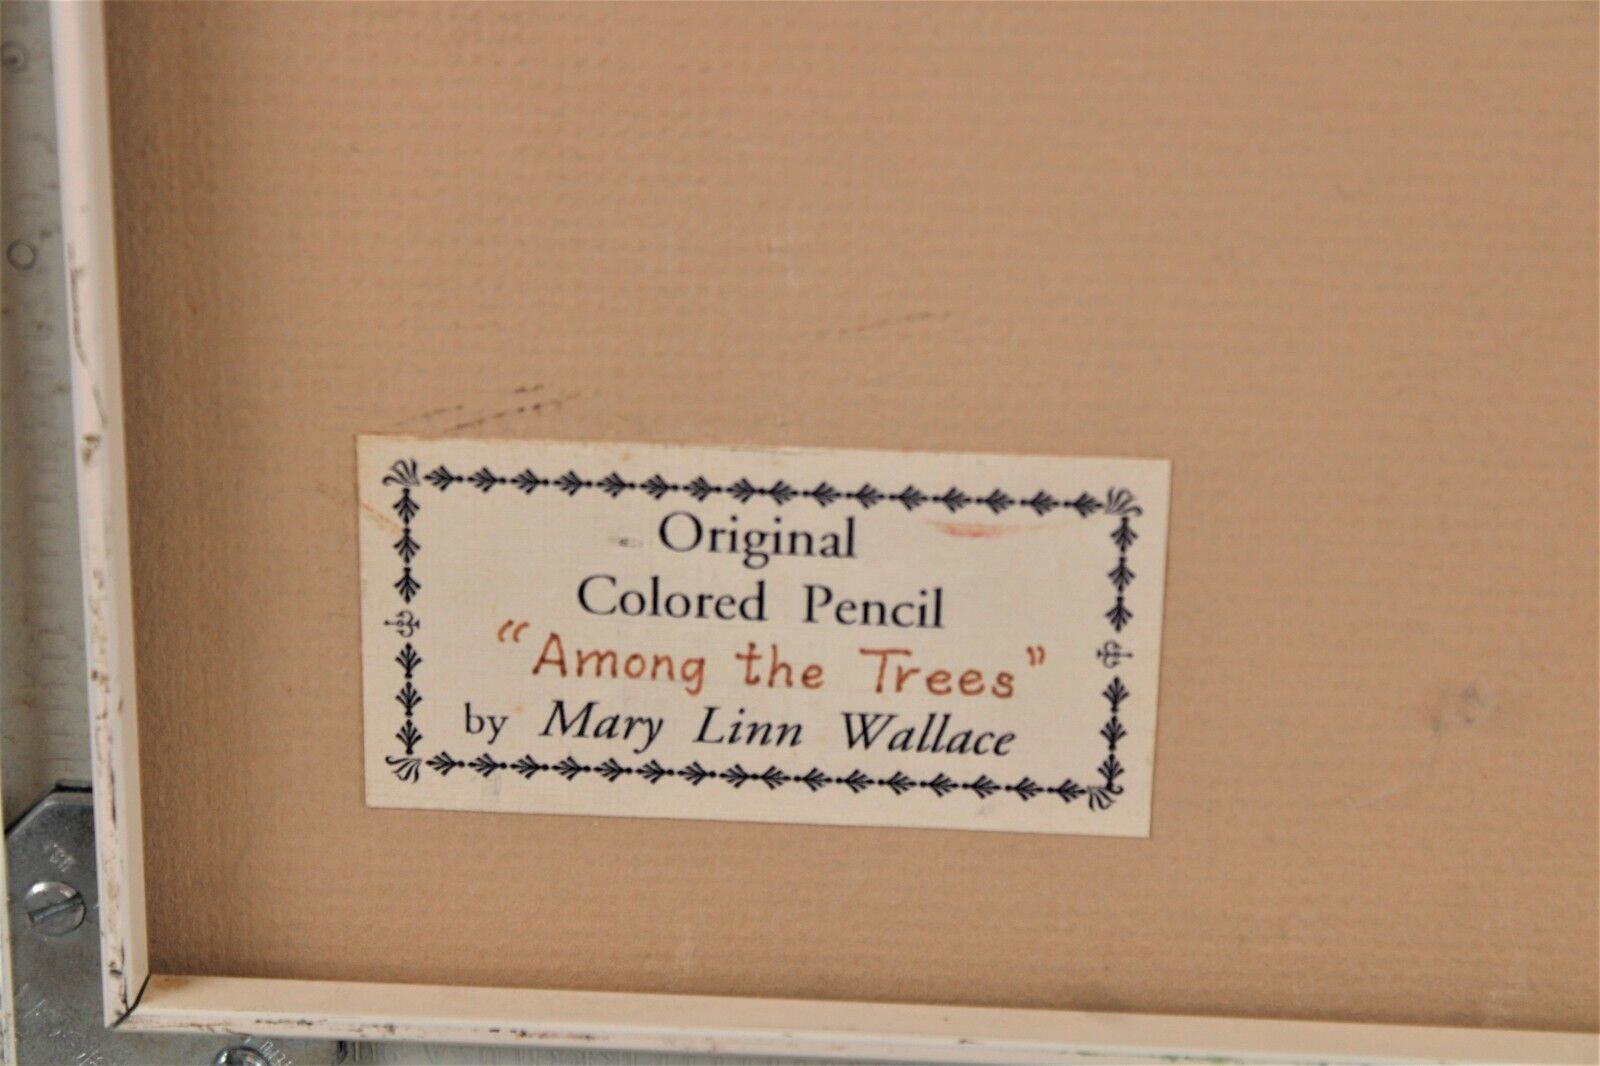 Original
Colored Pencil
"Among the Trees"
by Mary Linn Wallace